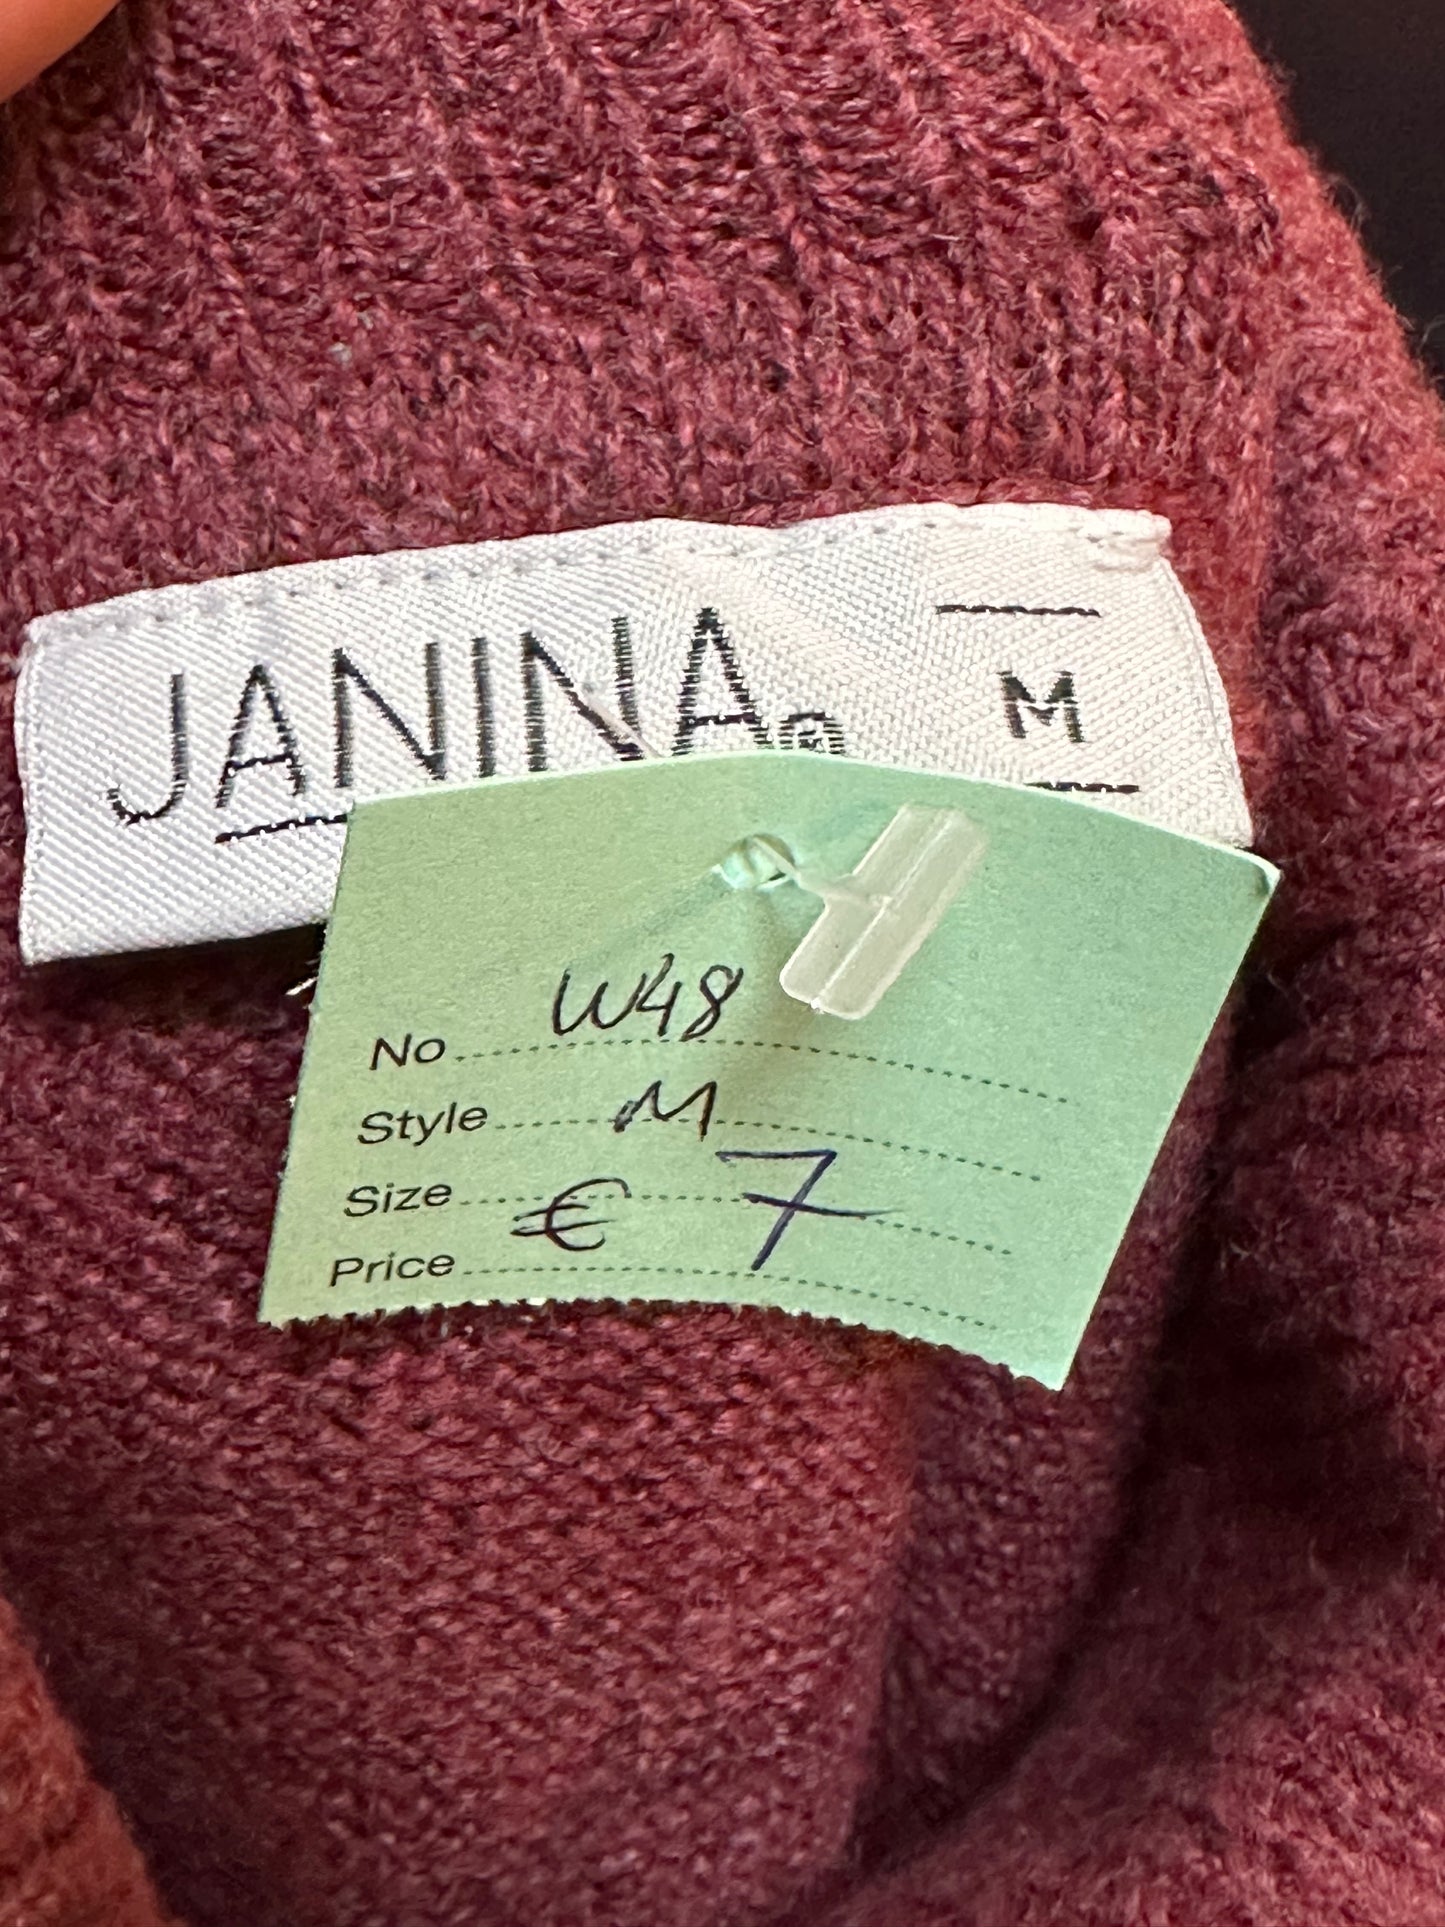 JANINA®
M
No W48
Style M
Size
Price € 7